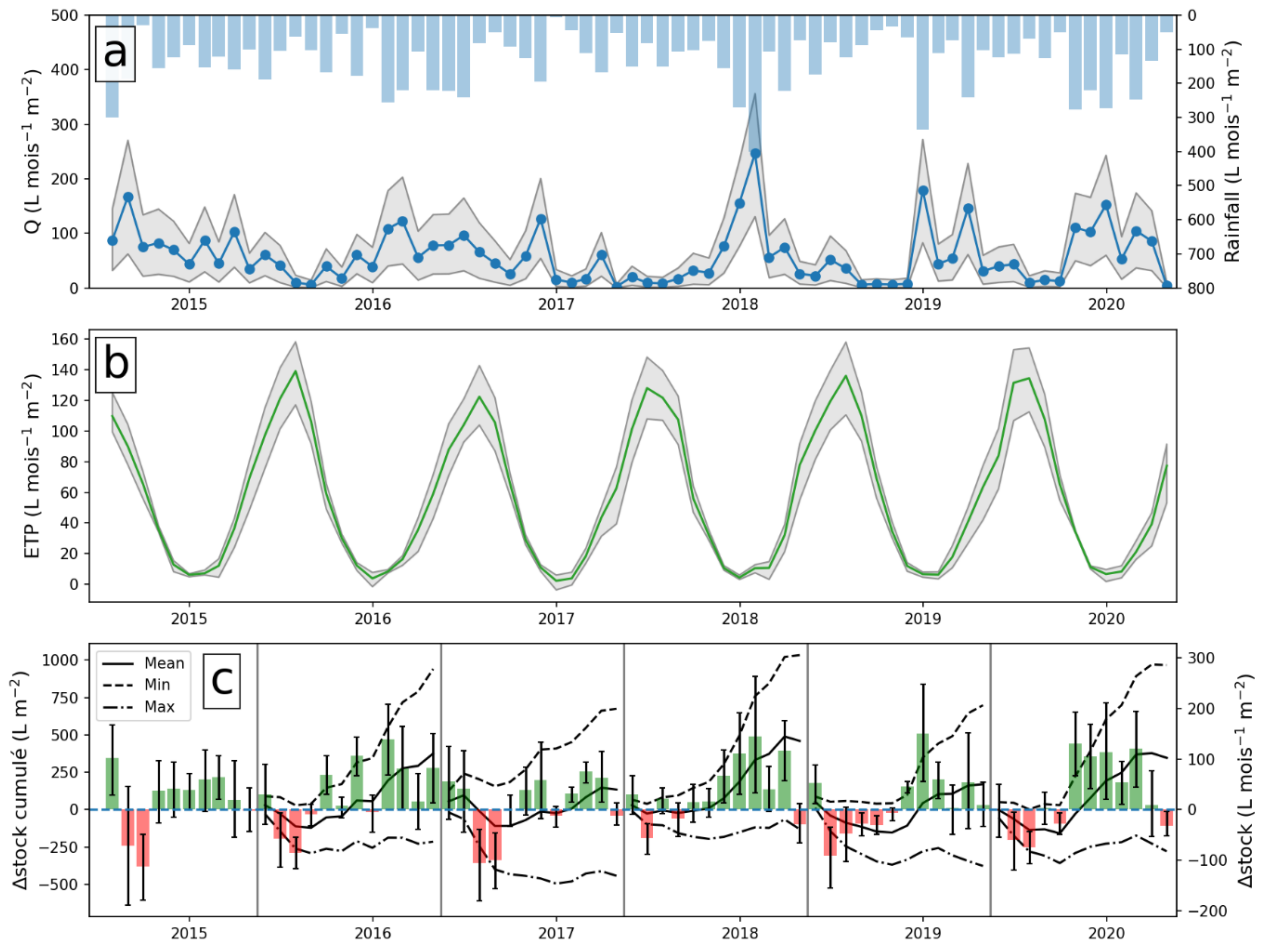 a
Q (L mois⁻¹ m⁻²)
500
400
300
200
100
0
Rainfall (L mois⁻¹ m⁻²)
0
100
200
300
400
500
600
700
800
2015 2016 2017 2018 2019 2020
b
ETP (L mois⁻¹ m⁻²)
160
140
120
100
80
60
40
20
0
2015 2016 2017 2018 2019 2020
c
Mean
Min
Max
Δstock cumulé (L m⁻²)
1000
750
500
250
0
−250
−500
Δstock (L mois⁻¹ m⁻²)
300
200
100
0
−100
−200
2015 2016 2017 2018 2019 2020